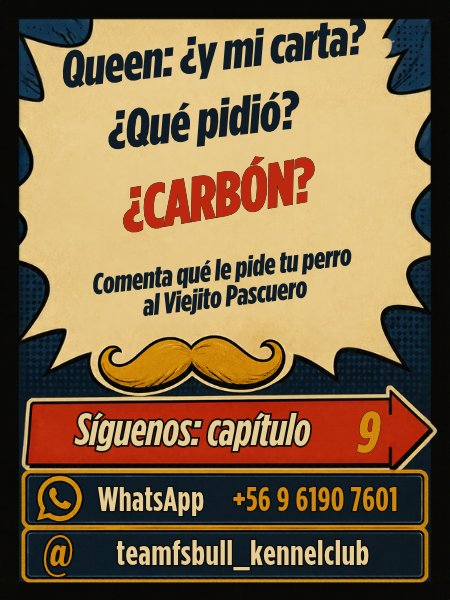 Queen: ¿y mi carta?
¿Qué pidió?
¿CARBÓN?
Comenta qué le pide tu perro
al Viejito Pascuero
Síguenos: capítulo 9
WhatsApp +56 9 6190 7601
@ teamfsbull_kennelclub